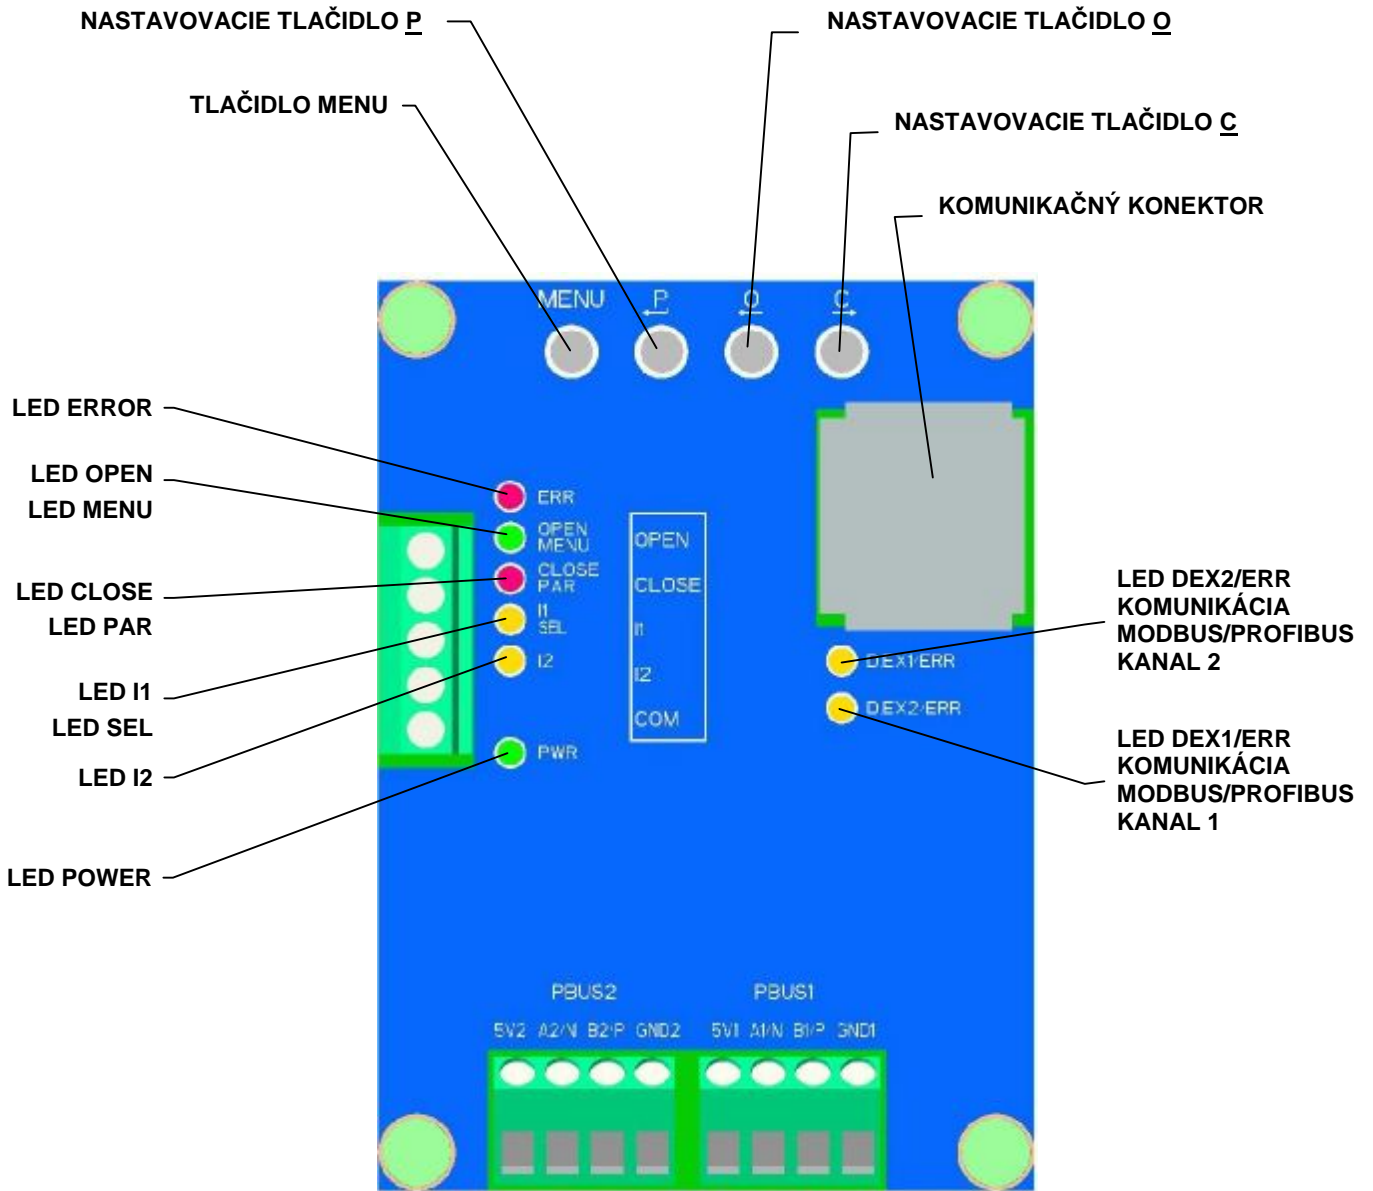 NASTAVOVACIE TLAČIDLO P
NASTAVOVACIE TLAČIDLO O
TLAČIDLO MENU
NASTAVOVACIE TLAČIDLO C
KOMUNIKAČNÝ KONEKTOR
MENU P O C
LED ERROR
LED OPEN
LED MENU
LED CLOSE
LED PAR
LED I1
LED SEL
LED I2
LED POWER
ERR
OPEN
MENU
CLOSE
PAR
I1
SEL
I2
PWR
OPEN
CLOSE
I1
I2
COM
DEX1/ERR
DEX2/ERR
LED DEX2/ERR
KOMUNIKÁCIA
MODBUS/PROFIBUS
KANAL 2
LED DEX1/ERR
KOMUNIKÁCIA
MODBUS/PROFIBUS
KANAL 1
PBUS2 PBUS1
5V2 A2/N B2/P GND2 5V1 A1/N B1/P GND1